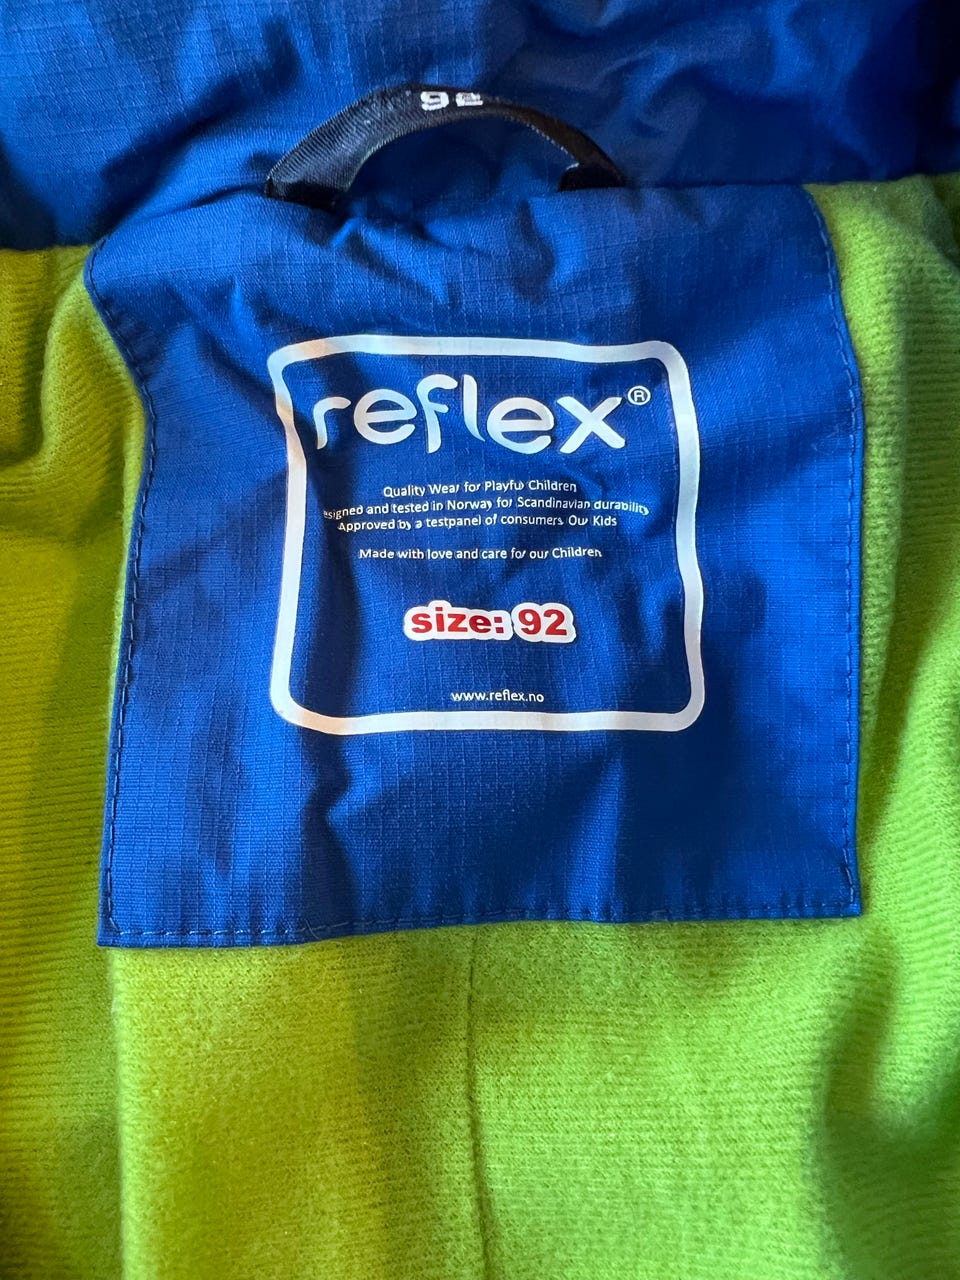 92
reflex®
Quality Wear for Playful Children
esigned and tested in Norway for Scandinavian durability
Approved by a testpanel of consumers Our Kids
Made with love and care for our Children
size: 92
www.reflex.no